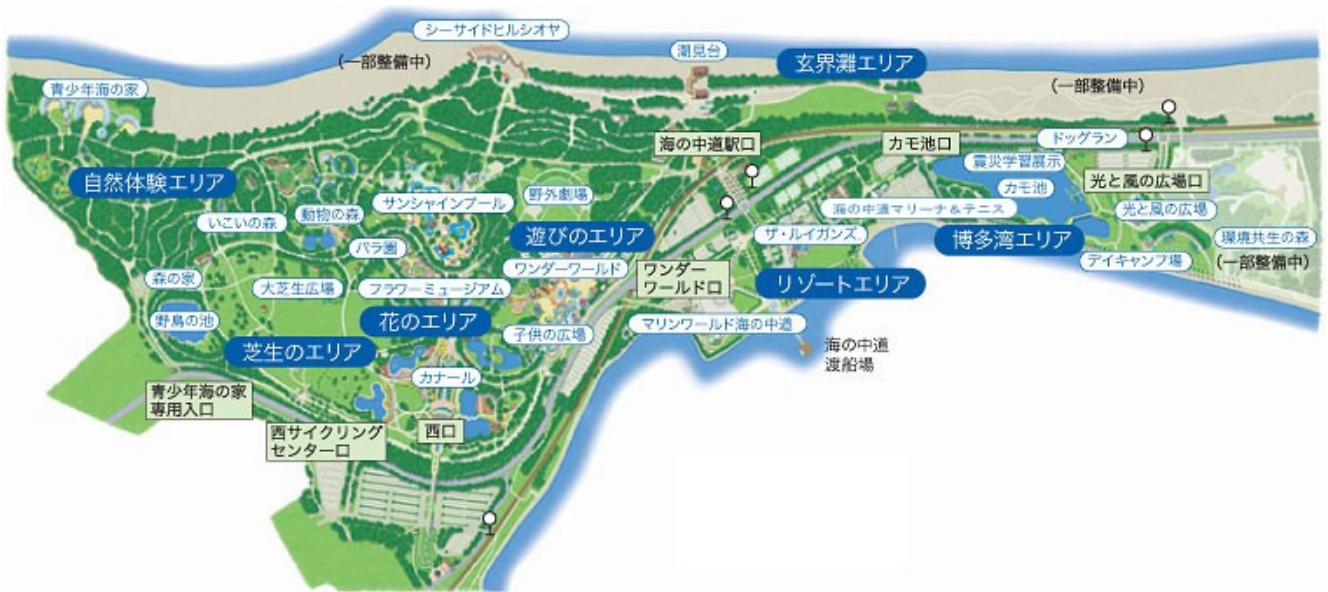 シーサイドヒルシオヤ
(一部整備中)
潮見台
玄界灘エリア
(一部整備中)
青少年海の家
海の中道駅口
カモ池口
ドッグラン
震災学習展示
光と風の広場口
カモ池
自然体験エリア
いこいの森
動物の森
サンシャインプール
野外劇場
海の中道マリーナ&テニス
光と風の広場
バラ園
遊びのエリア
ザ・ルイガンズ.
博多湾エリア
環境共生の森
(一部整備中)
デイキャンプ場
森の家
大芝生広場
フラワーミュージアム
ワンダーワールド
ワンダー
ワールド口
リゾートエリア
野鳥の池
花のエリア
子供の広場
マリンワールド海の中道
海の中道
渡船場
芝生のエリア
カナール
青少年海の家
専用入口
西サイクリング
センター口
西口